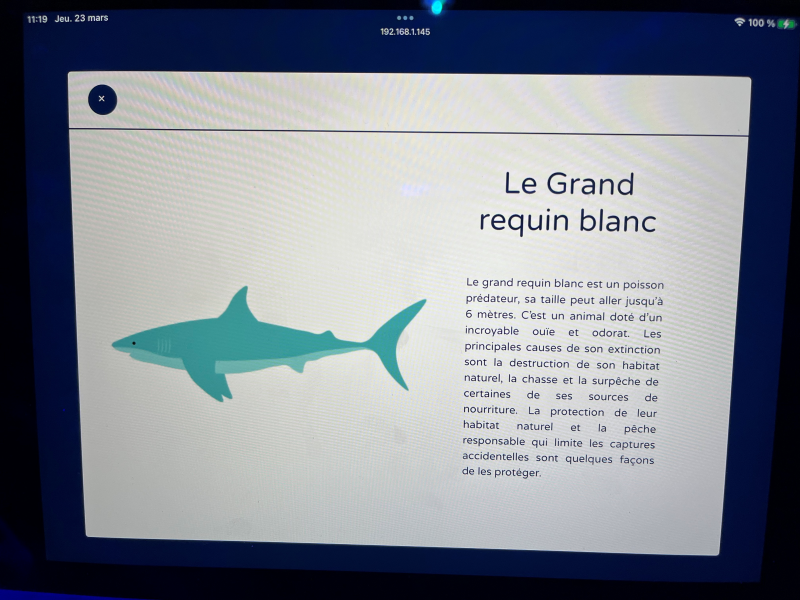 11:19 Jeu. 23 mars
192.168.1.145
100 %
Le Grand
requin blanc
Le grand requin blanc est un poisson
prédateur, sa taille peut aller jusqu'à
6 mètres. C'est un animal doté d'un
incroyable ouïe et odorat. Les
principales causes de son extinction
sont la destruction de son habitat
naturel, la chasse et la surpêche de
certaines de ses sources de
nourriture. La protection de leur
habitat naturel et la pêche
responsable qui limite les captures
accidentelles sont quelques façons
de les protéger.